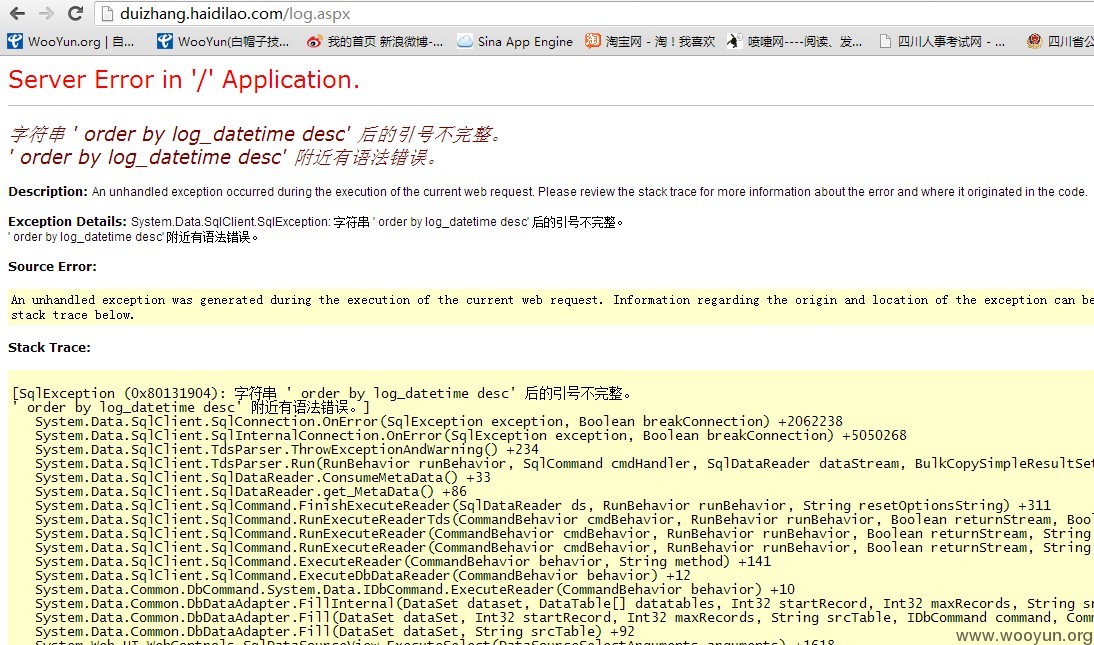 duizhang.haidilao.com/log.aspx
WooYun.org | 自... WooYun(白帽子技... 我的首页 新浪微博-... Sina App Engine 淘宝网 - 淘！我喜欢 喷嚏网----阅读、发... 四川人事考试网 - ... 四川省公
Server Error in '/' Application.
字符串 ' order by log_datetime desc' 后的引号不完整。
' order by log_datetime desc' 附近有语法错误。
Description: An unhandled exception occurred during the execution of the current web request. Please review the stack trace for more information about the error and where it originated in the code.
Exception Details: System.Data.SqlClient.SqlException: 字符串 ' order by log_datetime desc' 后的引号不完整。
' order by log_datetime desc' 附近有语法错误。
Source Error:
An unhandled exception was generated during the execution of the current web request. Information regarding the origin and location of the exception can be
stack trace below.
Stack Trace:
[SqlException (0x80131904): 字符串 ' order by log_datetime desc' 后的引号不完整。
' order by log_datetime desc' 附近有语法错误。]
System.Data.SqlClient.SqlConnection.OnError(SqlException exception, Boolean breakConnection) +2062238
System.Data.SqlClient.SqlInternalConnection.OnError(SqlException exception, Boolean breakConnection) +5050268
System.Data.SqlClient.TdsParser.ThrowExceptionAndWarning() +234
System.Data.SqlClient.TdsParser.Run(RunBehavior runBehavior, SqlCommand cmdHandler, SqlDataReader dataStream, BulkCopySimpleResultSet
System.Data.SqlClient.SqlDataReader.ConsumeMetaData() +33
System.Data.SqlClient.SqlDataReader.get_MetaData() +86
System.Data.SqlClient.SqlCommand.FinishExecuteReader(SqlDataReader ds, RunBehavior runBehavior, String resetOptionsString) +311
System.Data.SqlClient.SqlCommand.RunExecuteReaderTds(CommandBehavior cmdBehavior, RunBehavior runBehavior, Boolean returnStream, Bool
System.Data.SqlClient.SqlCommand.RunExecuteReader(CommandBehavior cmdBehavior, RunBehavior runBehavior, Boolean returnStream, String
System.Data.SqlClient.SqlCommand.RunExecuteReader(CommandBehavior cmdBehavior, RunBehavior runBehavior, Boolean returnStream, String
System.Data.SqlClient.SqlCommand.ExecuteReader(CommandBehavior behavior, String method) +141
System.Data.SqlClient.SqlCommand.ExecuteDbDataReader(CommandBehavior behavior) +12
System.Data.Common.DbCommand.System.Data.IDbCommand.ExecuteReader(CommandBehavior behavior) +10
System.Data.Common.DbDataAdapter.FillInternal(DataSet dataset, DataTable[] datatables, Int32 startRecord, Int32 maxRecords, String sr
System.Data.Common.DbDataAdapter.Fill(DataSet dataSet, Int32 startRecord, Int32 maxRecords, String srcTable, IDbCommand command, Com
System.Data.Common.DbDataAdapter.Fill(DataSet dataSet, String srcTable) +92
System.Web.UI.WebControls.SqlDataSourceView.ExecuteSelect(DataSourceSelectArguments arguments) +1618
www.wooyun.org